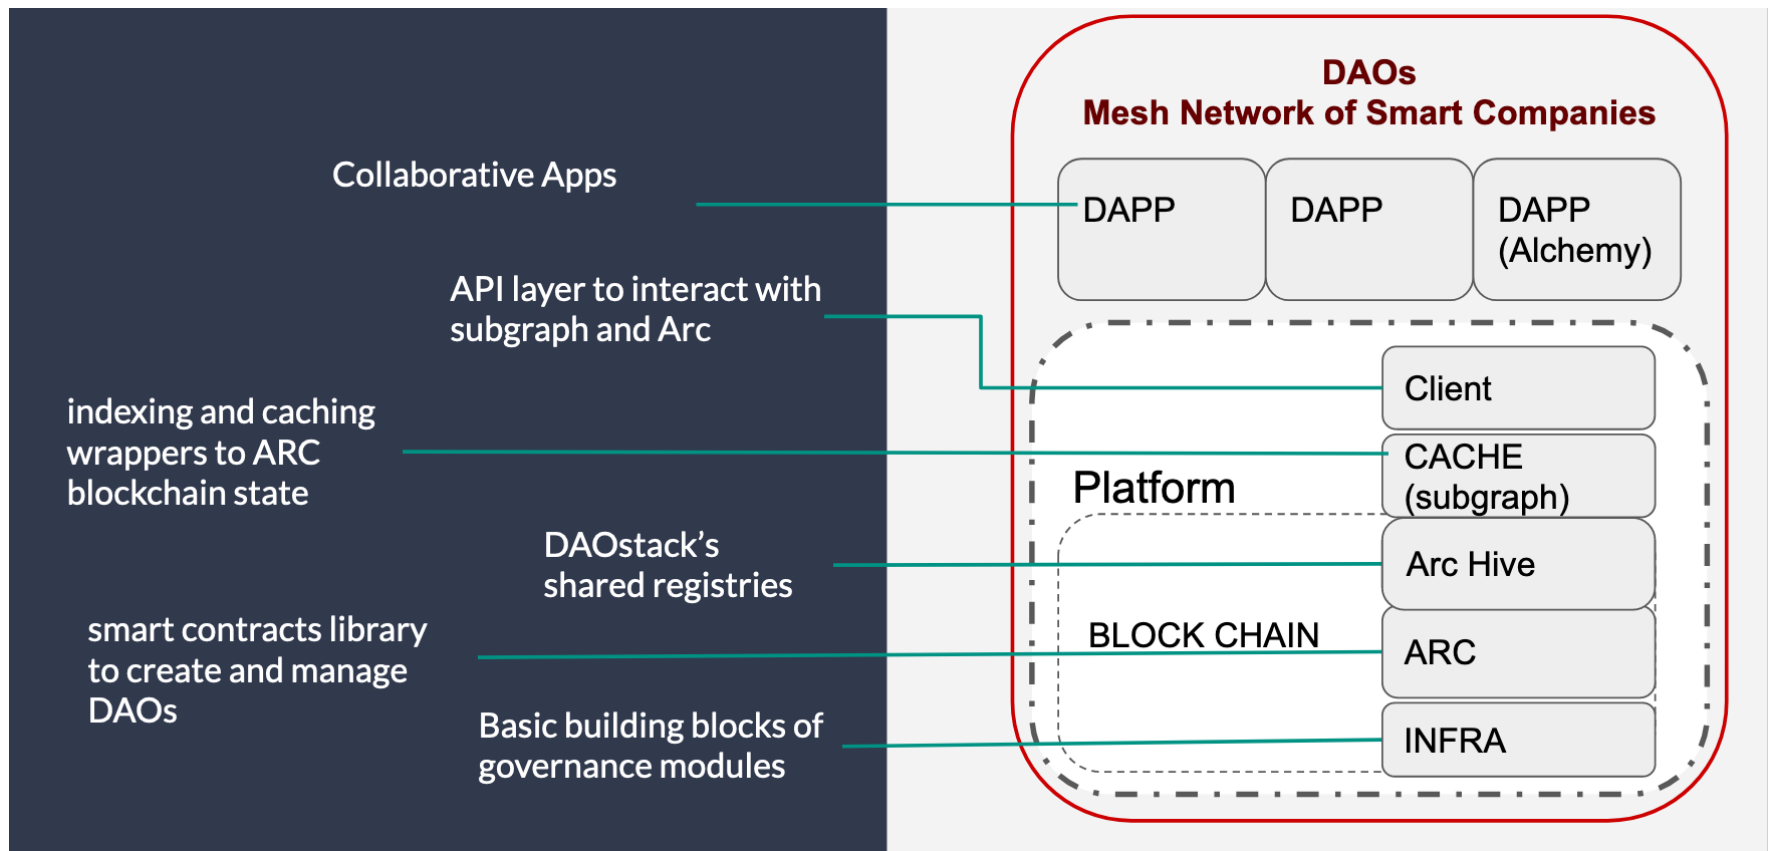 DAOs
Mesh Network of Smart Companies
Collaborative Apps
DAPP
DAPP
DAPP
(Alchemy)
API layer to interact with
subgraph and Arc
Client
indexing and caching
wrappers to ARC
blockchain state
CACHE
(subgraph)
Platform
DAOstack’s
shared registries
Arc Hive
BLOCK CHAIN
smart contracts library
to create and manage
DAOs
ARC
Basic building blocks of
governance modules
INFRA